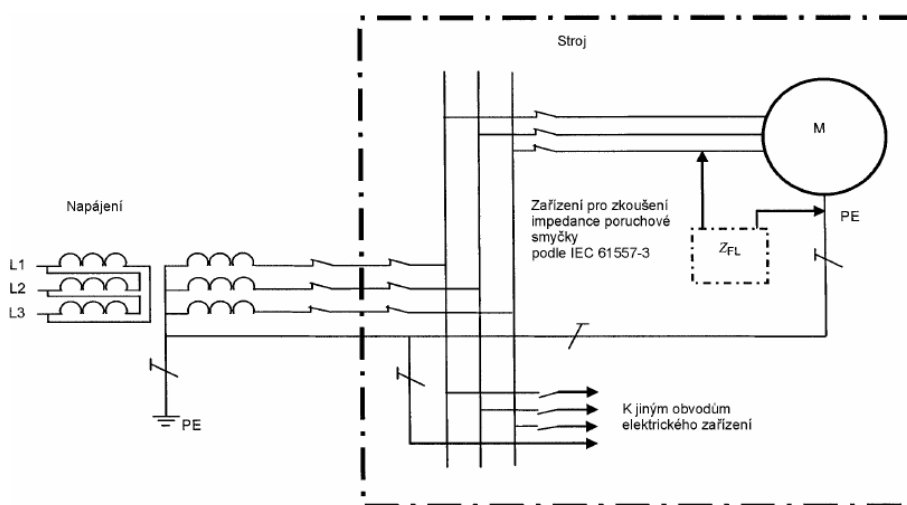 Stroj
M
Napájení
Zařízení pro zkoušení
impedance poruchové
smyčky
podle IEC 61557-3
PE
ZFL
L1
L2
L3
PE
K jiným obvodům
elektrického zařízení